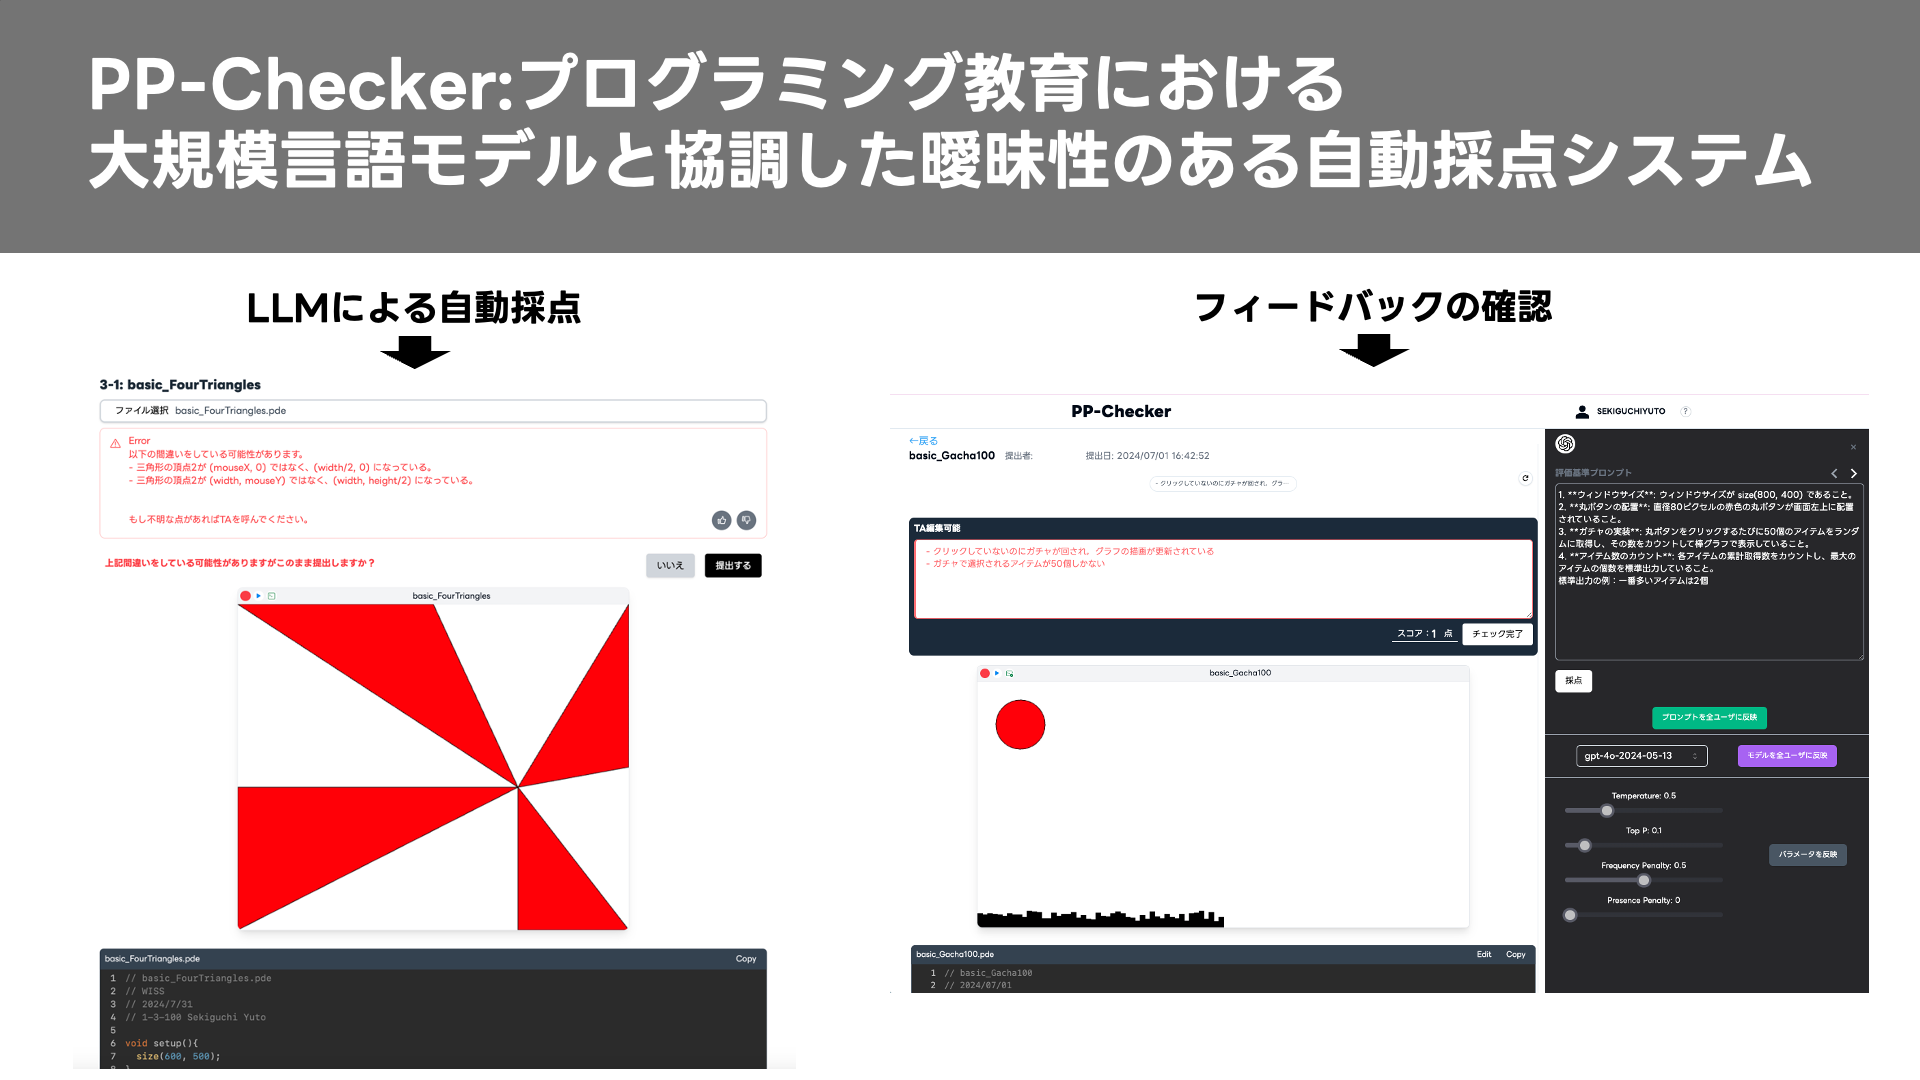 PP-Checker:プログラミング教育における
大規模言語モデルと協調した曖昧性のある自動採点システム
LLMによる自動採点
3-1: basic_FourTriangles
ファイル選択 basic_FourTriangles.pde
Error
以下の間違いをしている可能性があります。
- 三角形の頂点2が (mouseX, 0) ではなく、(width/2, 0) になっている。
- 三角形の頂点2が (width, mouseY) ではなく、(width, height/2) になっている。
もし不明な点があればTAを呼んでください。
上記間違いをしている可能性がありますがこのまま提出しますか？
いいえ
提出する
basic_FourTriangles
basic_FourTriangles.pde
Copy
1 // basic_FourTriangles.pde
2 // WISS
3 // 2024/7/31
4 // 1-3-100 Sekiguchi Yuto
5
6 void setup(){
7 size(600, 500);
フィードバックの確認
PP-Checker
SEKIGUCHIYUTO
?
←戻る
basic_Gacha100 提出者: 提出日: 2024/07/01 16:42:52
- クリックしていないのにガチャが回され、グラ…
TA編集可能
- クリックしていないのにガチャが回され、グラフの描画が更新されている
- ガチャで選択されるアイテムが50個しかない
スコア：1 点
チェック完了
basic_Gacha100
basic_Gacha100.pde
Edit
Copy
1 // basic_Gacha100
2 // 2024/07/01
評価基準プロンプト
1. **ウィンドウサイズ**: ウィンドウサイズが size(800, 400) であること。
2. **丸ボタンの配置**: 直径80ピクセルの赤色の丸ボタンが画面左上に配置
されていること。
3. **ガチャの実装**: 丸ボタンをクリックするたびに50個のアイテムをランダ
ムに取得し、その数をカウントして棒グラフで表示していること。
4. **アイテム数のカウント**: 各アイテムの累計取得数をカウントし、最大の
アイテムの個数を標準出力していること。
標準出力の例：一番多いアイテムは2個
採点
プロンプトを全ユーザに反映
gpt-4o-2024-05-13
モデルを全ユーザに反映
Temperature: 0.5
Top P: 0.1
Frequency Penalty: 0.5
Presence Penalty: 0
パラメータを反映